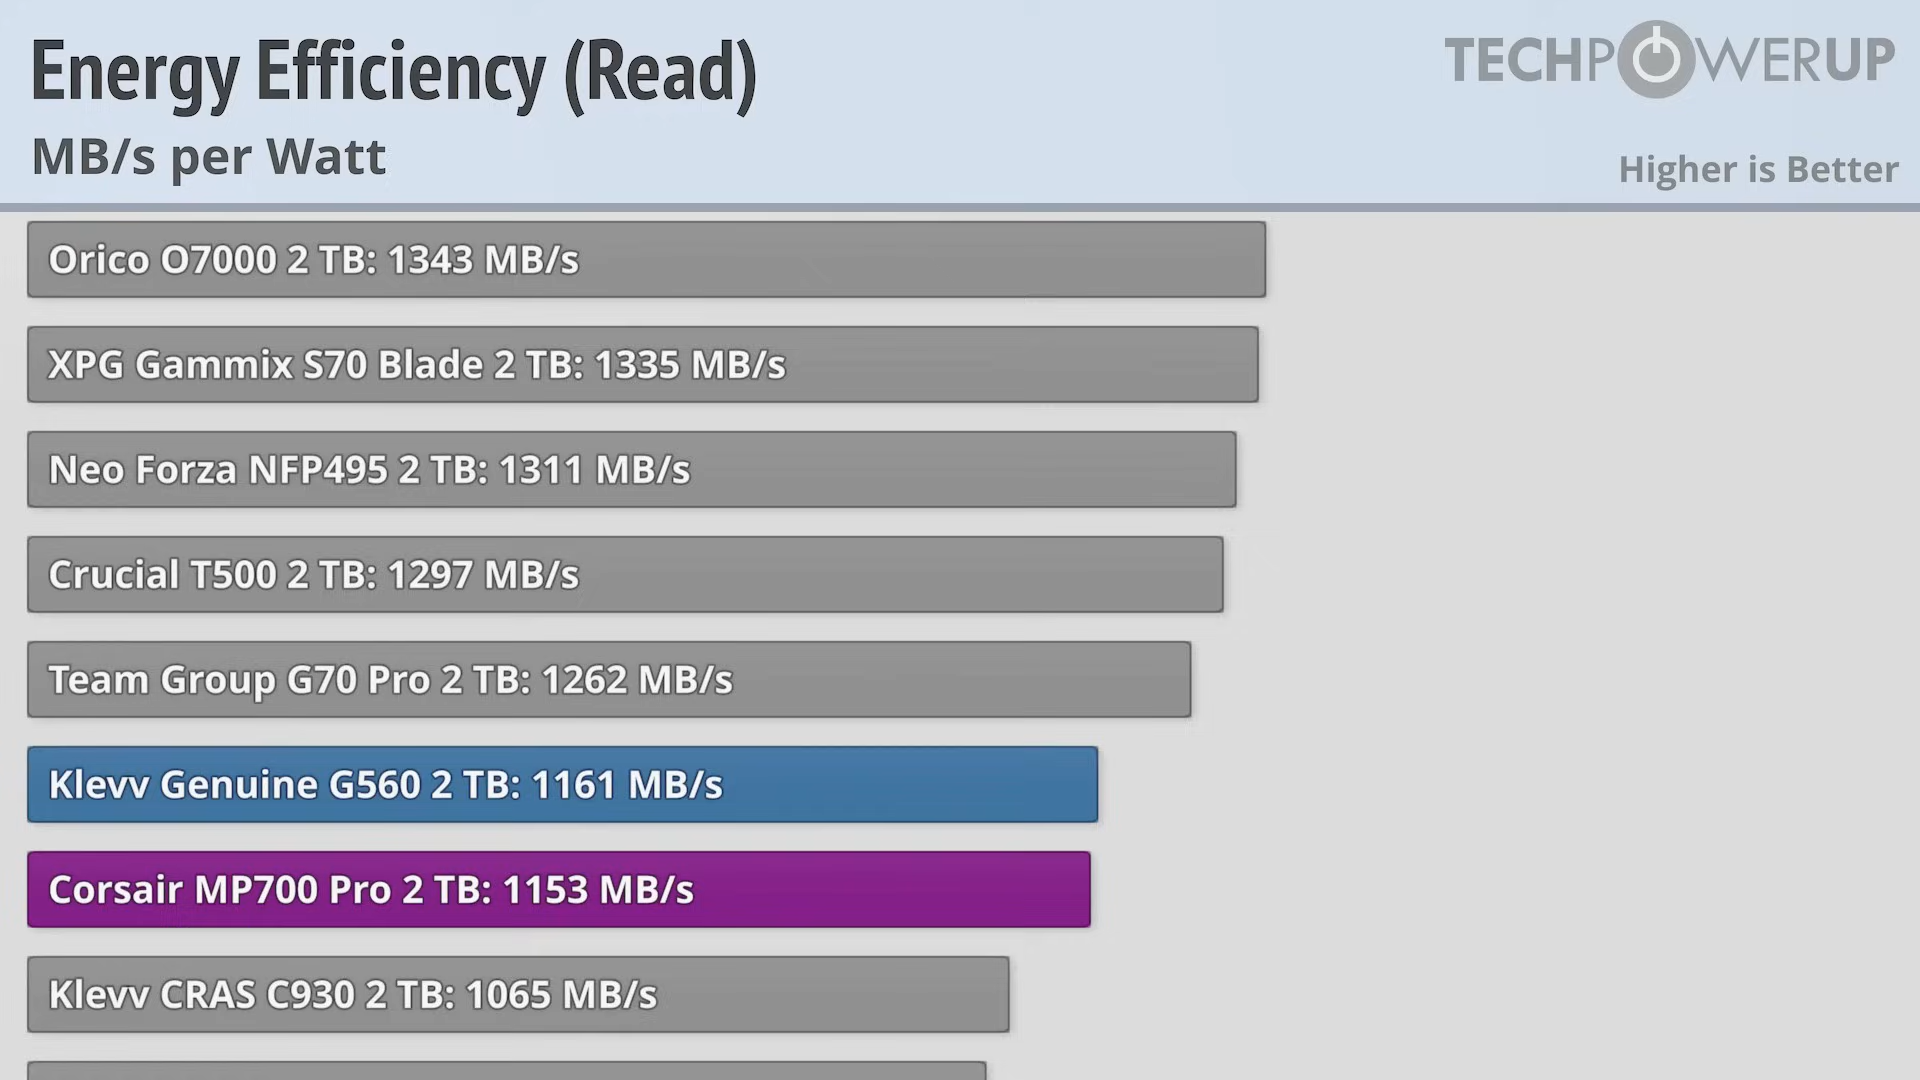 Energy Efficiency (Read)
TECHPOWERUP
MB/s per Watt
Higher is Better
Orico O7000 2 TB: 1343 MB/s
XPG Gammix S70 Blade 2 TB: 1335 MB/s
Neo Forza NFP495 2 TB: 1311 MB/s
Crucial T500 2 TB: 1297 MB/s
Team Group G70 Pro 2 TB: 1262 MB/s
Klevv Genuine G560 2 TB: 1161 MB/s
Corsair MP700 Pro 2 TB: 1153 MB/s
Klevv CRAS C930 2 TB: 1065 MB/s